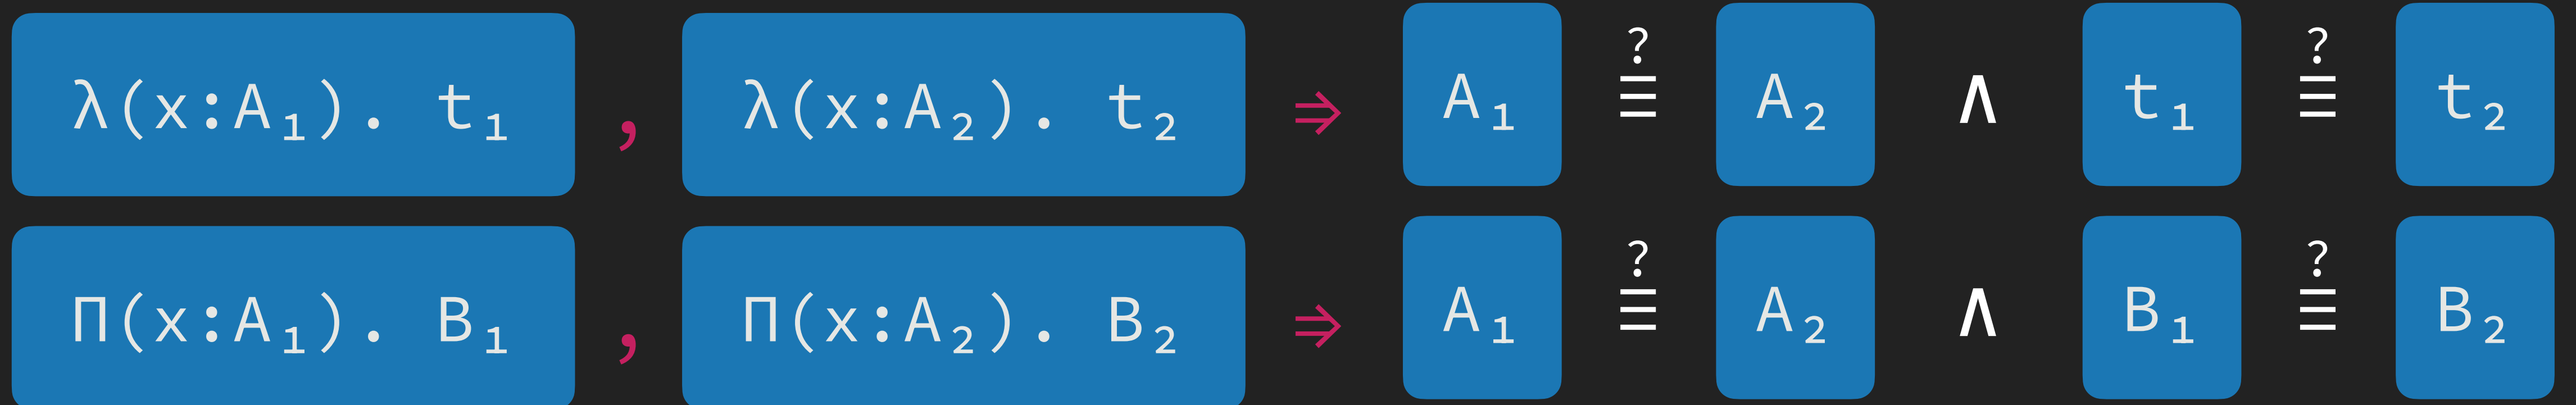 λ(x:A₁). t₁ , λ(x:A₂). t₂ ⇒ A₁ ≟ A₂ ∧ t₁ ≟ t₂
Π(x:A₁). B₁ , Π(x:A₂). B₂ ⇒ A₁ ≟ A₂ ∧ B₁ ≟ B₂